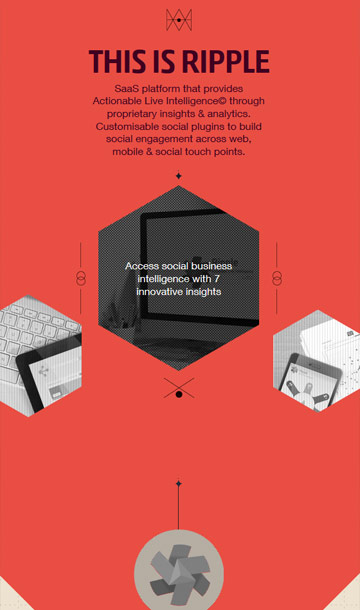 THIS IS RIPPLE
SaaS platform that provides
Actionable Live Intelligence© through
proprietary insights & analytics.
Customisable social plugins to build
social engagement across web,
mobile & social touch points.
Access social business
intelligence with 7
innovative insights